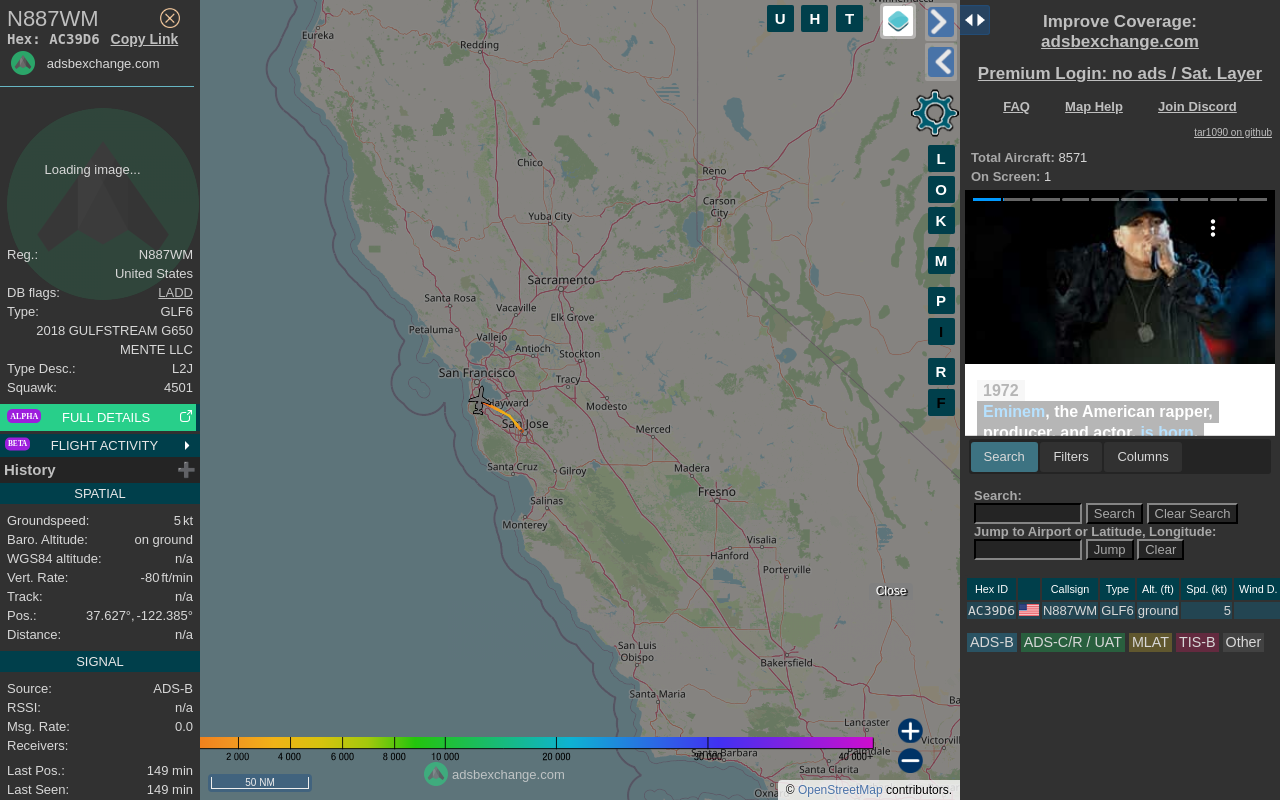 N887WM
Hex: AC39D6 Copy Link
adsbexchange.com
Loading image...
Reg.: N887WM
United States
DB flags: LADD
Type: GLF6
2018 GULFSTREAM G650
MENTE LLC
Type Desc.: L2J
Squawk: 4501
ALPHA FULL DETAILS
BETA FLIGHT ACTIVITY
History
SPATIAL
Groundspeed: 5 kt
Baro. Altitude: on ground
WGS84 altitude: n/a
Vert. Rate: -80 ft/min
Track: n/a
Pos.: 37.627°, -122.385°
Distance: n/a
SIGNAL
Source: ADS-B
RSSI: n/a
Msg. Rate: 0.0
Receivers:
Last Pos.: 149 min
Last Seen: 149 min
Eureka
Redding
Chico
Reno
Carson
City
Yuba City
Sacramento
Santa Rosa
Vacaville
Elk Grove
Petaluma
Vallejo
Antioch
Stockton
San Francisco
Tracy
Hayward
Modesto
San Jose
Merced
Santa Cruz
Gilroy
Madera
Fresno
Salinas
Monterey
Visalia
Hanford
Porterville
San Luis
Obispo
Bakersfield
Santa Maria
Lancaster
Santa Barbara
Santa Clarita
U H T
L
O
K
M
P
I
R
F
Close
2 000 4 000 6 000 8 000 10 000 20 000 30 000 40 000+
50 NM
adsbexchange.com
© OpenStreetMap contributors.
Improve Coverage:
adsbexchange.com
Premium Login: no ads / Sat. Layer
FAQ Map Help Join Discord
tar1090 on github
Total Aircraft: 8571
On Screen: 1
1972
Eminem, the American rapper,
producer, and actor, is born.
Search Filters Columns
Search:
Search Clear Search
Jump to Airport or Latitude, Longitude:
Jump Clear
Hex ID Callsign Type Alt. (ft) Spd. (kt) Wind D.
AC39D6 N887WM GLF6 ground 5
ADS-B ADS-C/R / UAT MLAT TIS-B Other